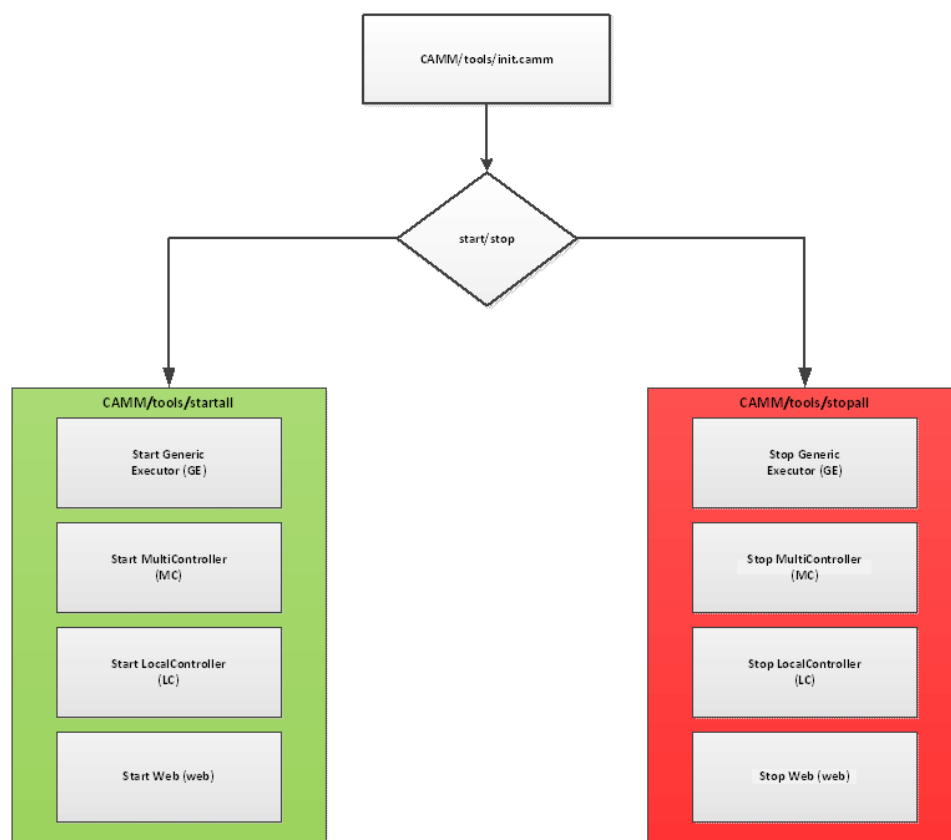 CAMM/tools/init.camm
start/stop
CAMM/tools/startall
Start Generic
Executor (GE)
Start MultiController
(MC)
Start LocalController
(LC)
Start Web (web)
CAMM/tools/stopall
Stop Generic
Executor (GE)
Stop MultiController
(MC)
Stop LocalController
(LC)
Stop Web (web)